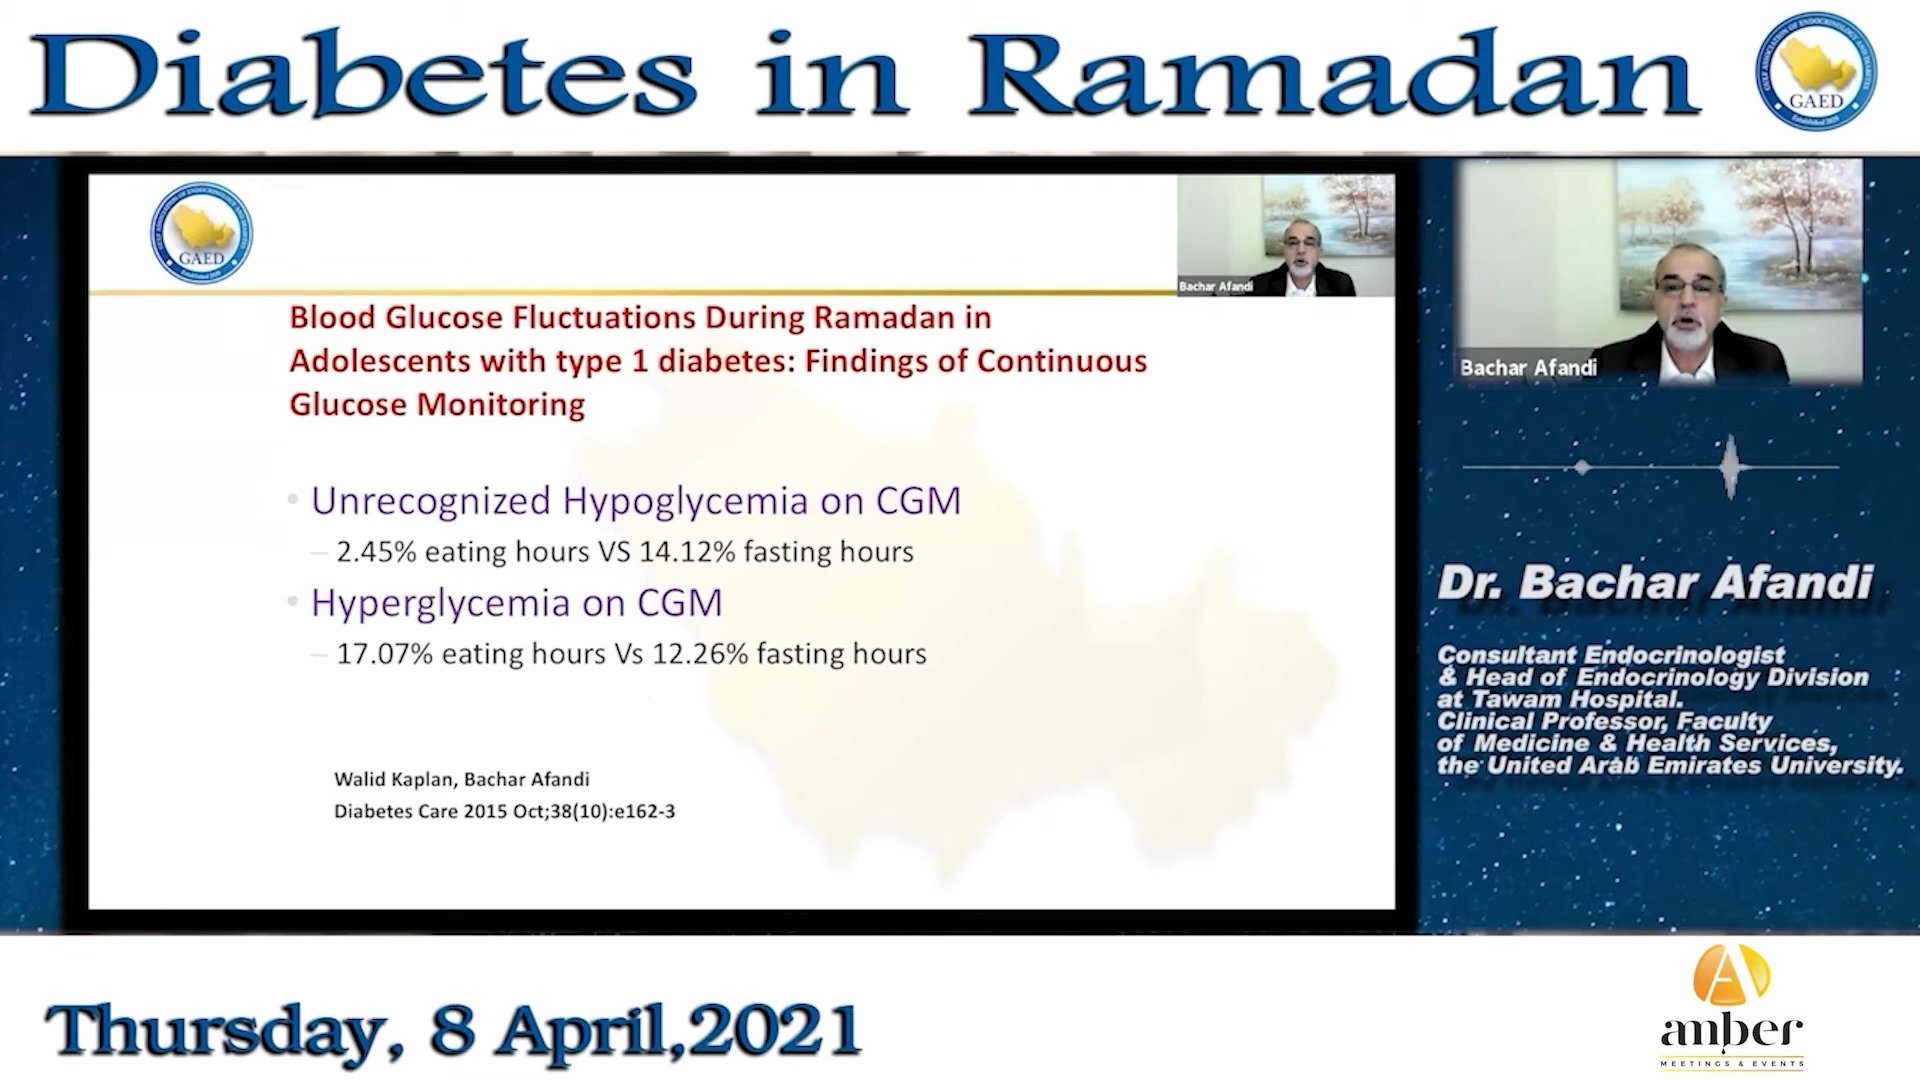 Diabetes in Ramadan
GAED
GAED
Bachar Afandi
Blood Glucose Fluctuations During Ramadan in
Adolescents with type 1 diabetes: Findings of Continuous
Glucose Monitoring
• Unrecognized Hypoglycemia on CGM
– 2.45% eating hours VS 14.12% fasting hours
• Hyperglycemia on CGM
– 17.07% eating hours Vs 12.26% fasting hours
Walid Kaplan, Bachar Afandi
Diabetes Care 2015 Oct;38(10):e162-3
Bachar Afandi
Dr. Bachar Afandi
Consultant Endocrinologist
& Head of Endocrinology Division
at Tawam Hospital.
Clinical Professor, Faculty
of Medicine & Health Services,
the United Arab Emirates University.
Thursday, 8 April,2021
amber
MEETINGS & EVENTS